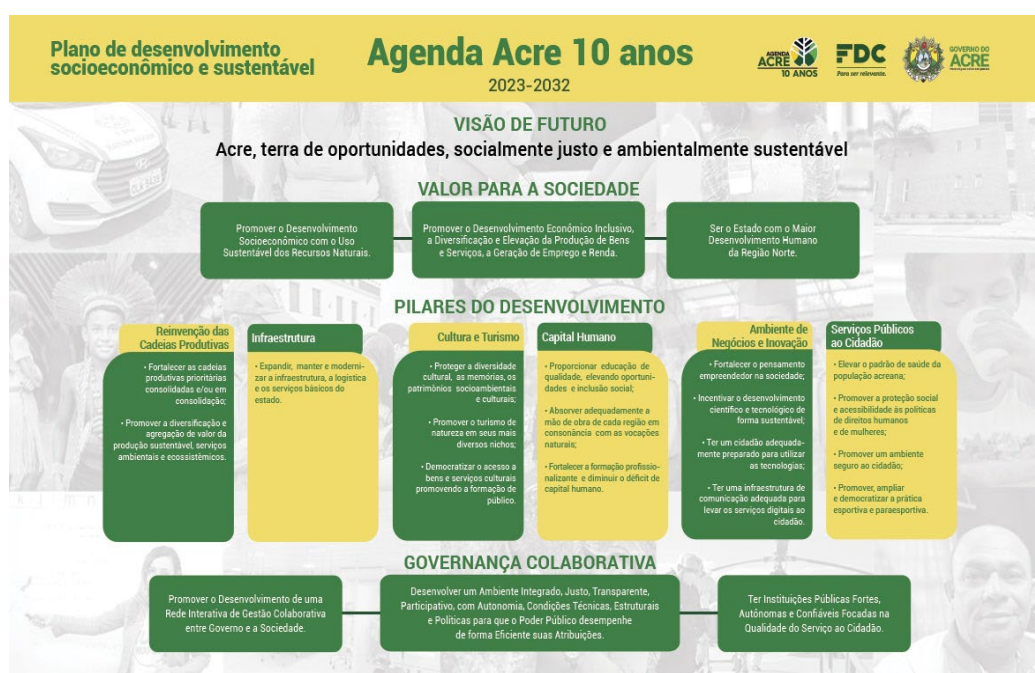 Plano de desenvolvimento
socioeconômico e sustentável
Agenda Acre 10 anos
2023-2032
AGENDA
ACRE
10 ANOS
FDC
Para ser relevante.
GOVERNO DO
ACRE
VISÃO DE FUTURO
Acre, terra de oportunidades, socialmente justo e ambientalmente sustentável
VALOR PARA A SOCIEDADE
Promover o Desenvolvimento
Socioeconômico com o Uso
Sustentável dos Recursos Naturais.
Promover o Desenvolvimento Econômico Inclusivo,
a Diversificação e Elevação da Produção de Bens
e Serviços, a Geração de Emprego e Renda.
Ser o Estado com o Maior
Desenvolvimento Humano
da Região Norte.
PILARES DO DESENVOLVIMENTO
Reinvenção das
Cadeias Produtivas
• Fortalecer as cadeias
produtivas prioritárias
consolidadas e/ou em
consolidação;
• Promover a diversificação e
agregação de valor da
produção sustentável, serviços
ambientais e ecossistêmicos.
Infraestrutura
• Expandir, manter e moderni-
zar a infraestrutura, a logística
e os serviços básicos do
estado.
Cultura e Turismo
• Proteger a diversidade
cultural, as memórias, os
patrimônios socioambientais
e culturais;
• Promover o turismo de
natureza em seus mais
diversos nichos;
• Democratizar o acesso a
bens e serviços culturais
promovendo a formação de
público.
Capital Humano
• Proporcionar educação de
qualidade, elevando oportuni-
dades e inclusão social;
• Absorver adequadamente a
mão de obra de cada região em
consonância com as vocações
naturais;
• Fortalecer a formação profissio-
nalizante e diminuir o déficit de
capital humano.
Ambiente de
Negócios e Inovação
• Fortalecer o pensamento
empreendedor na sociedade;
• Incentivar o desenvolvimento
científico e tecnológico de
forma sustentável;
• Ter um cidadão adequada-
mente preparado para utilizar
as tecnologias;
• Ter uma infraestrutura de
comunicação adequada para
levar os serviços digitais ao
cidadão.
Serviços Públicos
ao Cidadão
• Elevar o padrão de saúde da
população acreana;
• Promover a proteção social
e acessibilidade às políticas
de direitos humanos
e de mulheres;
• Promover um ambiente
seguro ao cidadão;
• Promover, ampliar
e democratizar a prática
esportiva e paraesportiva.
GOVERNANÇA COLABORATIVA
Promover o Desenvolvimento de uma
Rede Interativa de Gestão Colaborativa
entre Governo e a Sociedade.
Desenvolver um Ambiente Integrado, Justo, Transparente,
Participativo, com Autonomia, Condições Técnicas, Estruturais
e Políticas para que o Poder Público desempenhe
de forma Eficiente suas Atribuições.
Ter Instituições Públicas Fortes,
Autônomas e Confiáveis Focadas na
Qualidade do Serviço ao Cidadão.